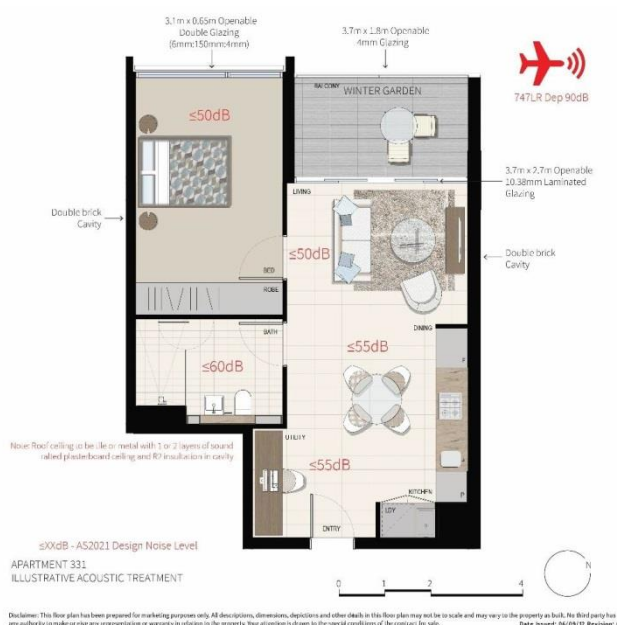 3.1m x 0.65m Openable
Double Glazing
(6mm:150mm:4mm)
3.7m x 1.8m Openable
4mm Glazing
747LR Dep 90dB
BALCONY
WINTER GARDEN
≤50dB
3.7m x 2.7m Openable
10.38mm Laminated
Glazing
LIVING
Double brick
Cavity
≤50dB
Double brick
Cavity
BED
ROBE
BATH
DINING
≤55dB
F
≤60dB
Note: Roof ceiling to be tile or metal with 1 or 2 layers of sound
rated plasterboard ceiling and R2 insulation in cavity
UTILITY
≤55dB
KITCHEN
P
LDY
ENTRY
≤XXdB - AS2021 Design Noise Level
APARTMENT 331
ILLUSTRATIVE ACOUSTIC TREATMENT
N
0 1 2 4
Disclaimer: This floor plan has been prepared for marketing purposes only. All descriptions, dimensions, depictions and other details in this floor plan may not be to scale and may vary to the property as built. No third party has
any authority to make or give any representation or warranty in relation to the property. Your attention is drawn to the special conditions of the contract for sale.
Date Issued: 06/09/12 Revision: